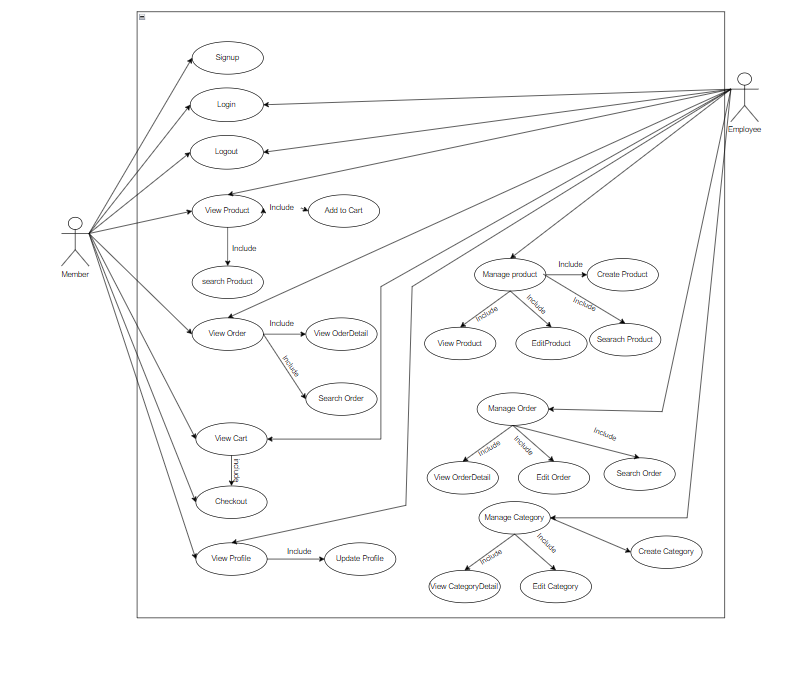 Signup
Login
Employee
Logout
View Product
Include
Add to Cart
Member
Include
search Product
Manage product
Include
Create Product
Include
Include
Include
View Order
Include
View OderDetail
View Product
EditProduct
Searach Product
Include
Search Order
Manage Order
View Cart
Include
Include
Include
include
View OrderDetail
Edit Order
Search Order
Checkout
Manage Category
View Profile
Include
Update Profile
Include
Include
Create Category
View CategoryDetail
Edit Category